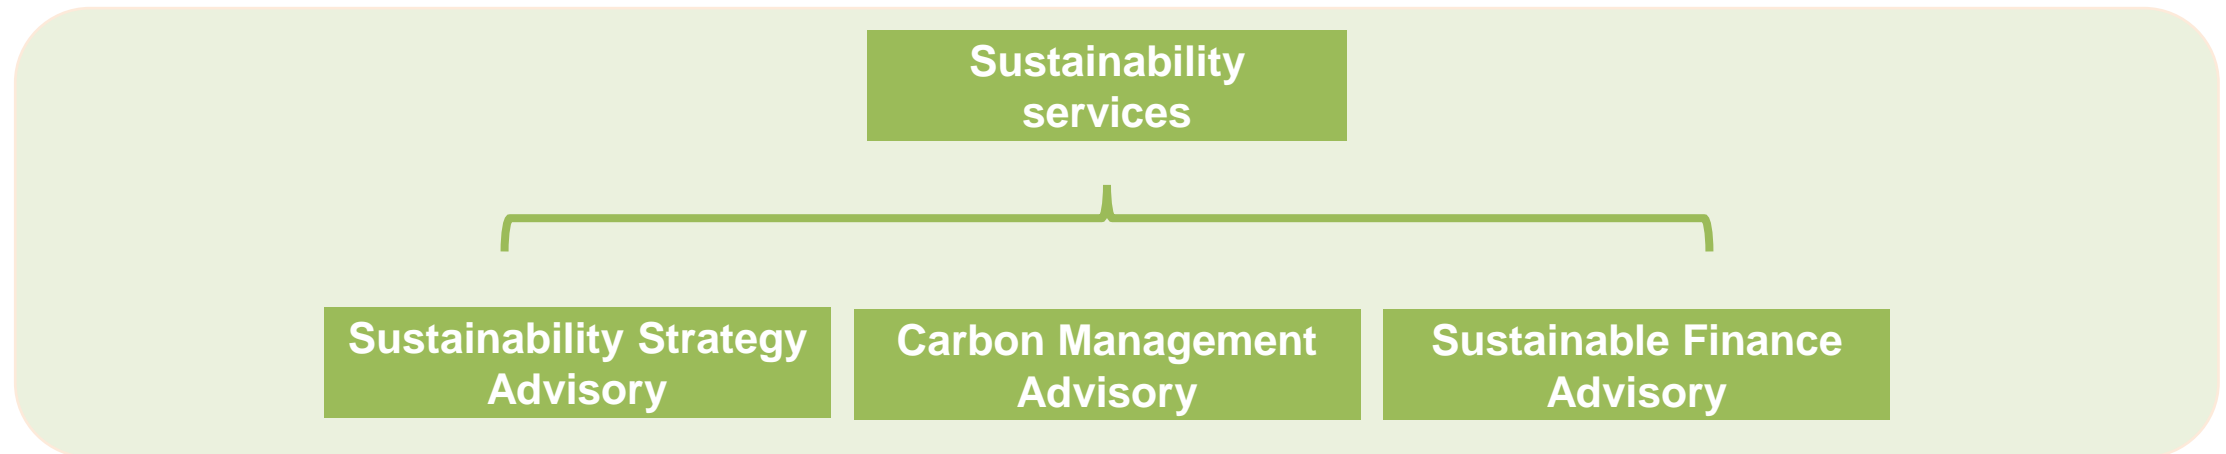 Sustainability
services
Sustainability Strategy
Advisory
Carbon Management
Advisory
Sustainable Finance
Advisory